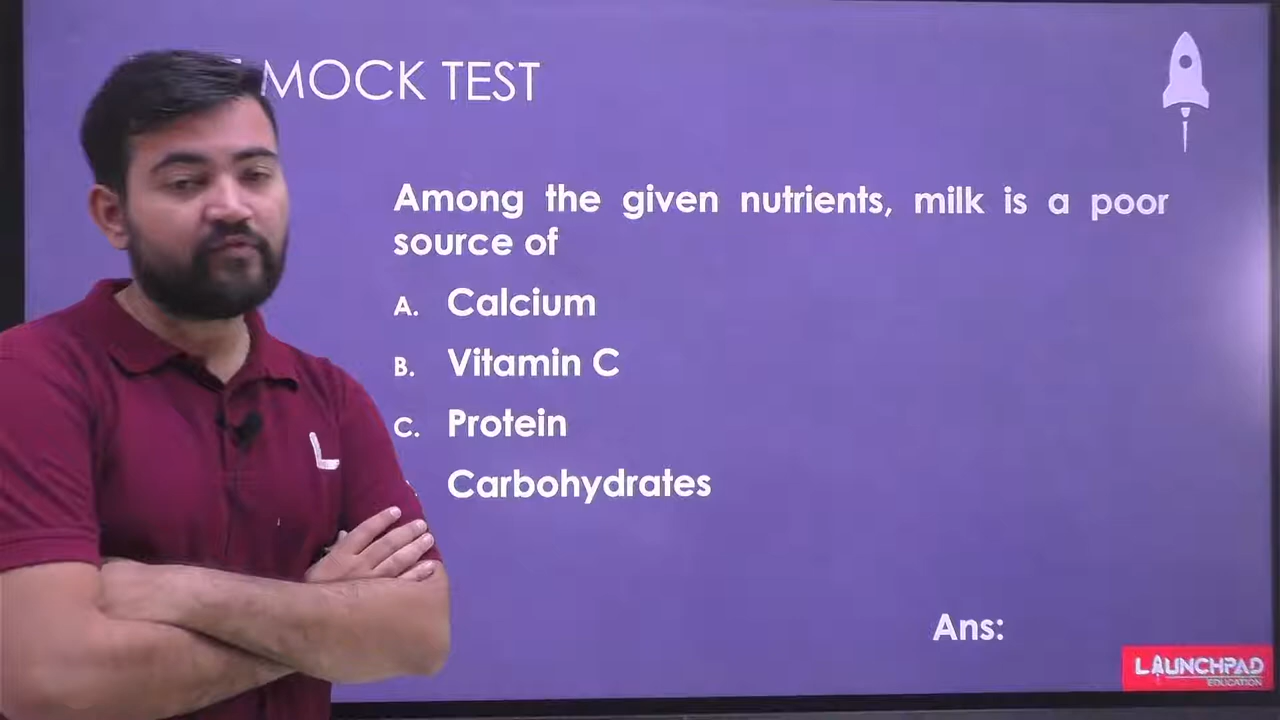 MOCK TEST
Among the given nutrients, milk is a poor
source of
A. Calcium
B. Vitamin C
C. Protein
Carbohydrates
Ans:
LAUNCHPAD
EDUCATION
L